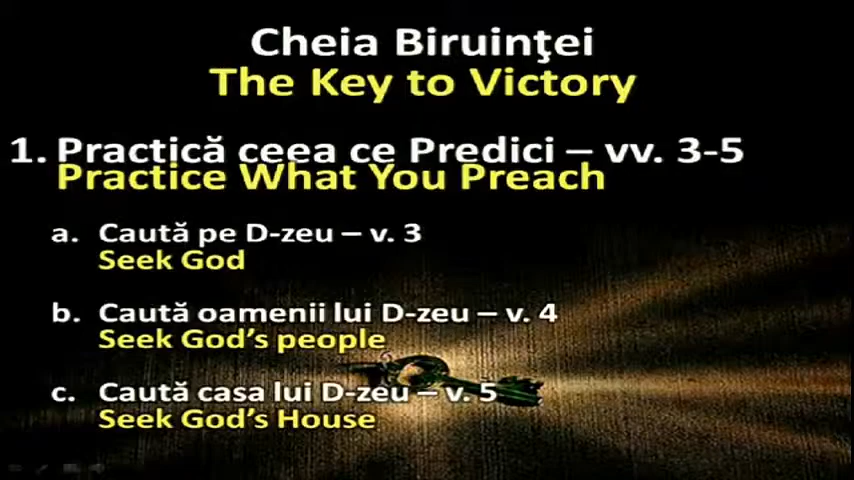 Cheia Biruinţei
The Key to Victory
1. Practică ceea ce Predici – vv. 3-5
Practice What You Preach
a. Caută pe D-zeu – v. 3
Seek God
b. Caută oamenii lui D-zeu – v. 4
Seek God’s people
c. Caută casa lui D-zeu – v. 5
Seek God’s House